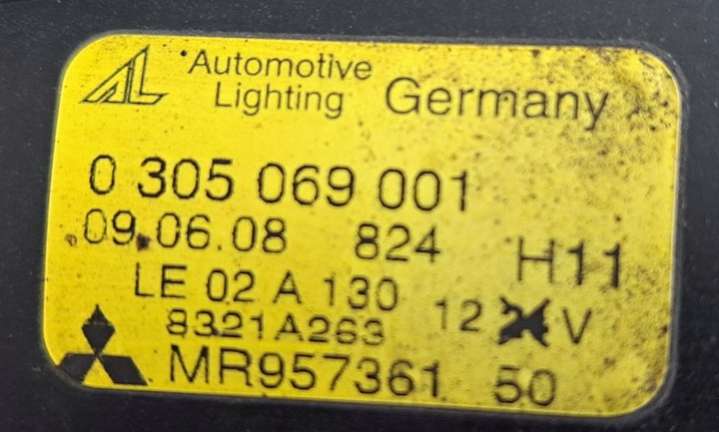 AL Automotive
Lighting Germany
0 305 069 001
09.06.08 824 H11
LE 02 A 130
8321A263 12 24 V
MR957361 50